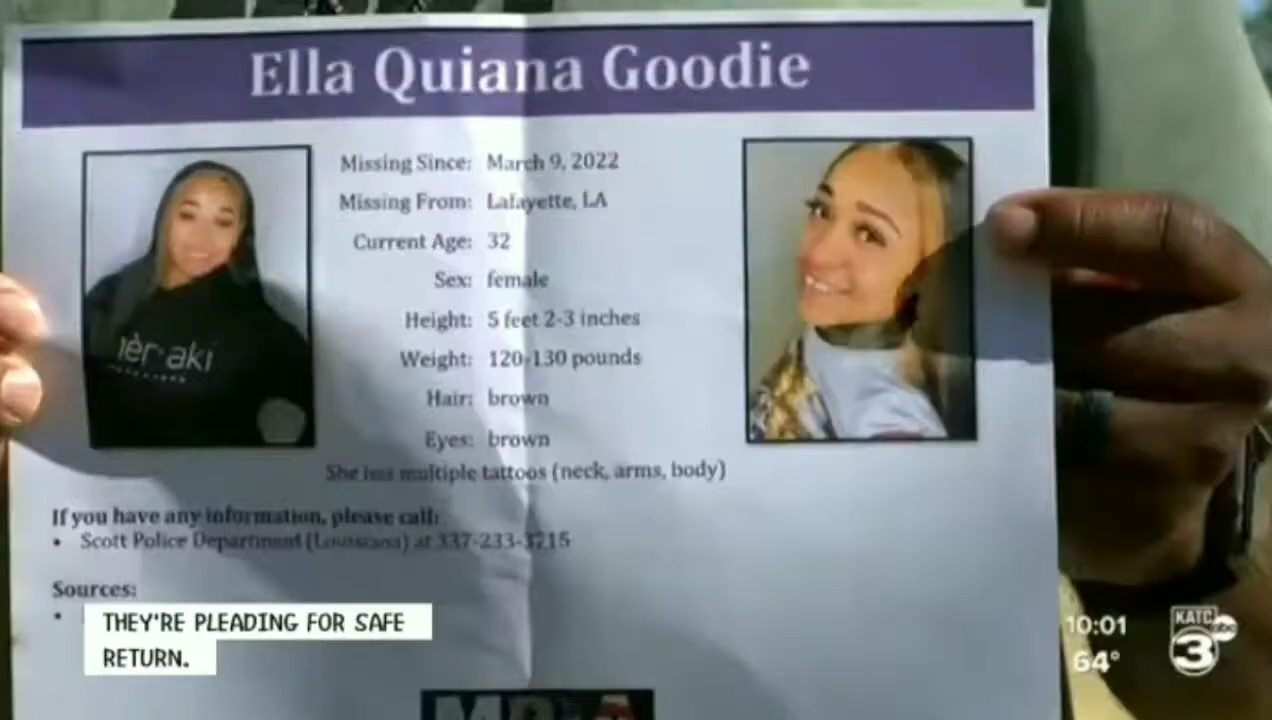 Ella Quiana Goodie
Missing Since: March 9, 2022
Missing From: Lafayette, LA
Current Age: 32
Sex: female
Height: 5 feet 2-3 inches
Weight: 120-130 pounds
Hair: brown
Eyes: brown
She has multiple tattoos (neck, arms, body)
If you have any information, please call:
• Scott Police Department (Louisiana) at 337-233-3715
Sources:
•
THEY'RE PLEADING FOR SAFE
RETURN.
10:01
64°
KATC
abc
3